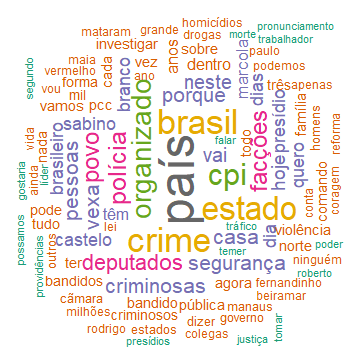 homicídios
mataram grande drogas morte pronunciamento
trabalhador
investigar sobre paulo
maia cada vez anos dentro marcola podemos
segundo vermelho forma branco ano neste dias três apenas
vou mil porque
vamos pcc presídio família
sabino brasil hoje homens
vida nada brasileiro povo polícia organizado facções quero reforma
líder pessoas falar todo
ainda vexa vai cpi conta comando coragem
gostaria país
pode têm estado
tudo lei
castelo crime casa dia violência
possamos outros temer tráfico norte poder
providências ter deputados segurança ninguém
bandidos criminosas agora fernandinho roberto
câmara bandido pública manaus beiramar
milhões criminosos dizer governo
rodrigo estados colegas tomar
presídios justiça